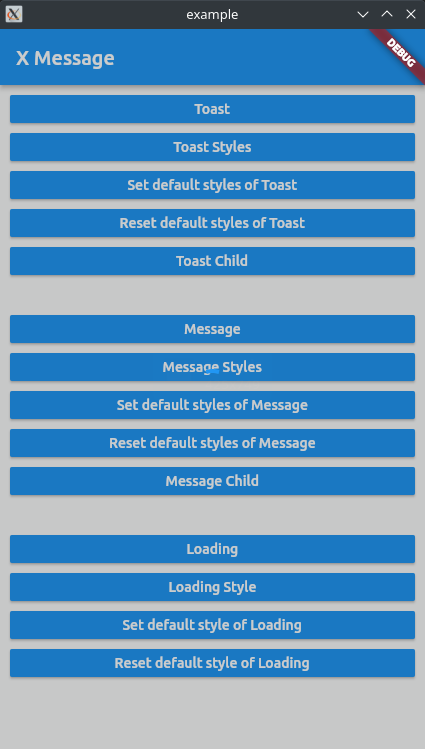 example
X Message
DEBUG
Toast
Toast Styles
Set default styles of Toast
Reset default styles of Toast
Toast Child
Message
Message Styles
Set default styles of Message
Reset default styles of Message
Message Child
Loading
Loading Style
Set default style of Loading
Reset default style of Loading